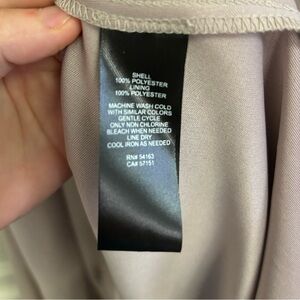 SHELL
100% POLYESTER
LINING
100% POLYESTER
MACHINE WASH COLD
WITH SIMILAR COLORS
GENTLE CYCLE
ONLY NON CHLORINE
BLEACH WHEN NEEDED
LINE DRY
COOL IRON AS NEEDED
RN# 54163
CA# 57151